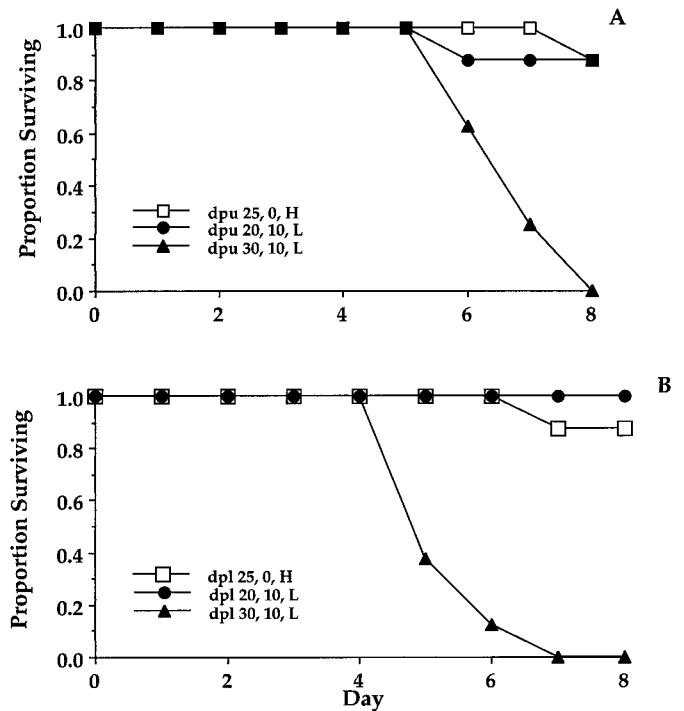 A
Proportion Surviving
1.0
0.8
0.6
0.4
0.2
0.0
dpu 25, 0, H
dpu 20, 10, L
dpu 30, 10, L
0 2 4 6 8
B
Proportion Surviving
1.0
0.8
0.6
0.4
0.2
0.0
dpl 25, 0, H
dpl 20, 10, L
dpl 30, 10, L
0 2 4 6 8
Day